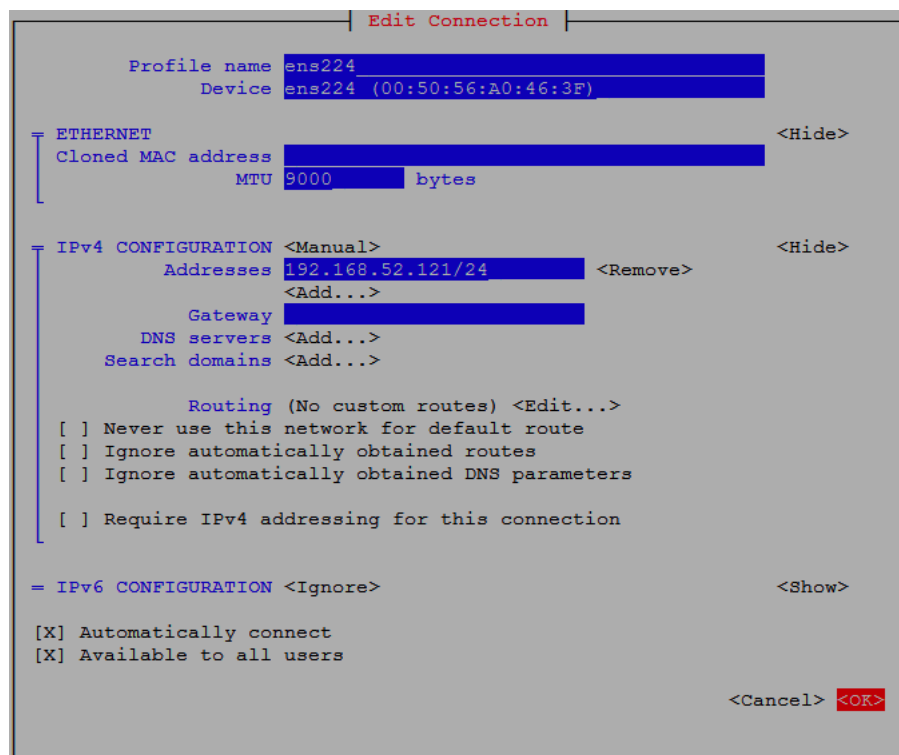 Edit Connection
Profile name ens224
Device ens224 (00:50:56:A0:46:3F)
ETHERNET <Hide>
Cloned MAC address
MTU 9000 bytes
IPv4 CONFIGURATION <Manual> <Hide>
Addresses 192.168.52.121/24 <Remove>
<Add...>
Gateway
DNS servers <Add...>
Search domains <Add...>
Routing (No custom routes) <Edit...>
[ ] Never use this network for default route
[ ] Ignore automatically obtained routes
[ ] Ignore automatically obtained DNS parameters
[ ] Require IPv4 addressing for this connection
IPv6 CONFIGURATION <Ignore> <Show>
[X] Automatically connect
[X] Available to all users
<Cancel> <OK>